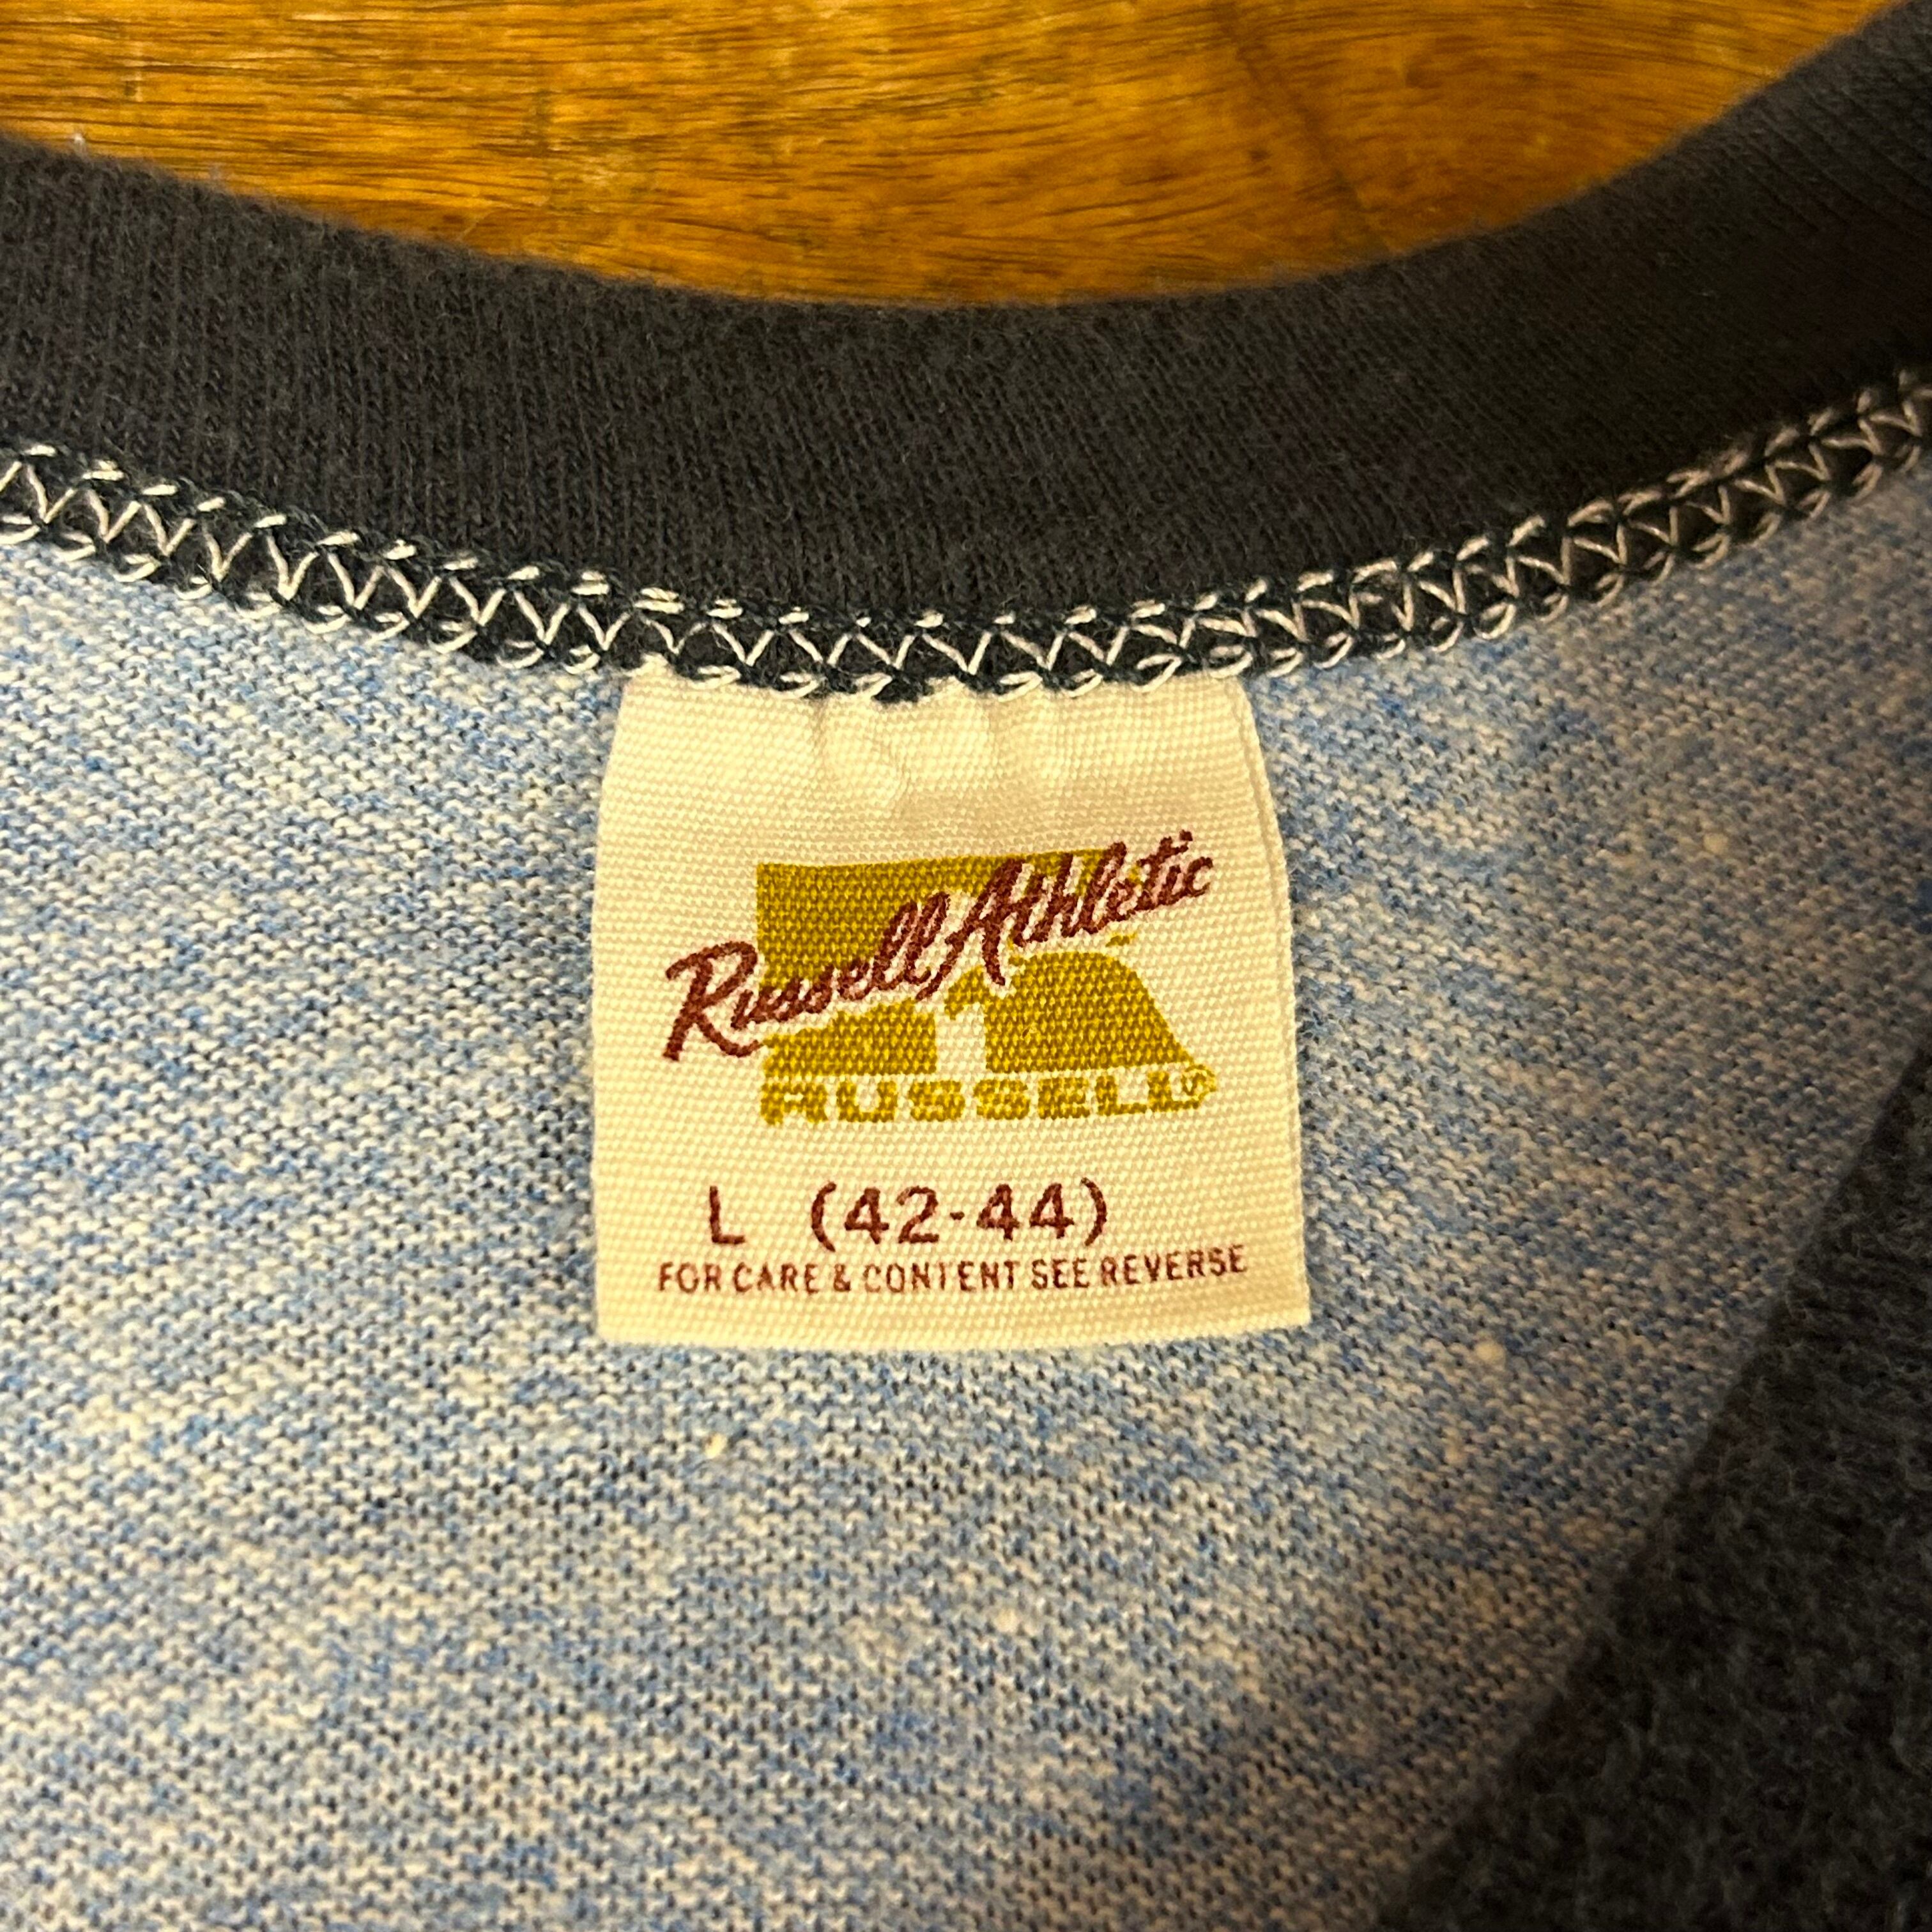 Russell Athletic
RUSSELL
L (42-44)
FOR CARE & CONTENT SEE REVERSE